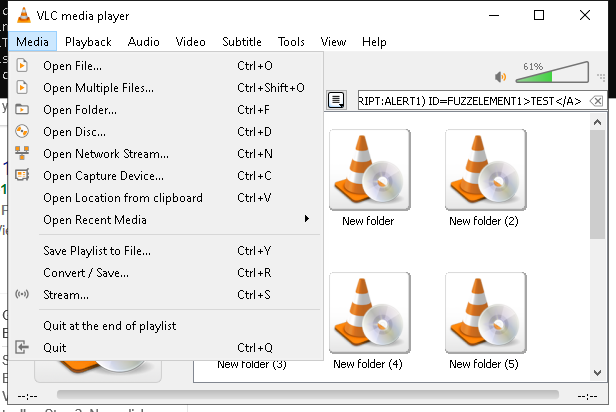 VLC media player
Media Playback Audio Video Subtitle Tools View Help
Open File... Ctrl+O
Open Multiple Files... Ctrl+Shift+O
Open Folder... Ctrl+F
Open Disc... Ctrl+D
Open Network Stream... Ctrl+N
Open Capture Device... Ctrl+C
Open Location from clipboard Ctrl+V
Open Recent Media
Save Playlist to File... Ctrl+Y
Convert / Save... Ctrl+R
Stream... Ctrl+S
Quit at the end of playlist
Quit Ctrl+Q
61%
RIPT:ALERT1) ID=FUZZELEMENT1>TEST</A>
New folder New folder (2)
New folder (3) New folder (4) New folder (5)
--:-- --:--